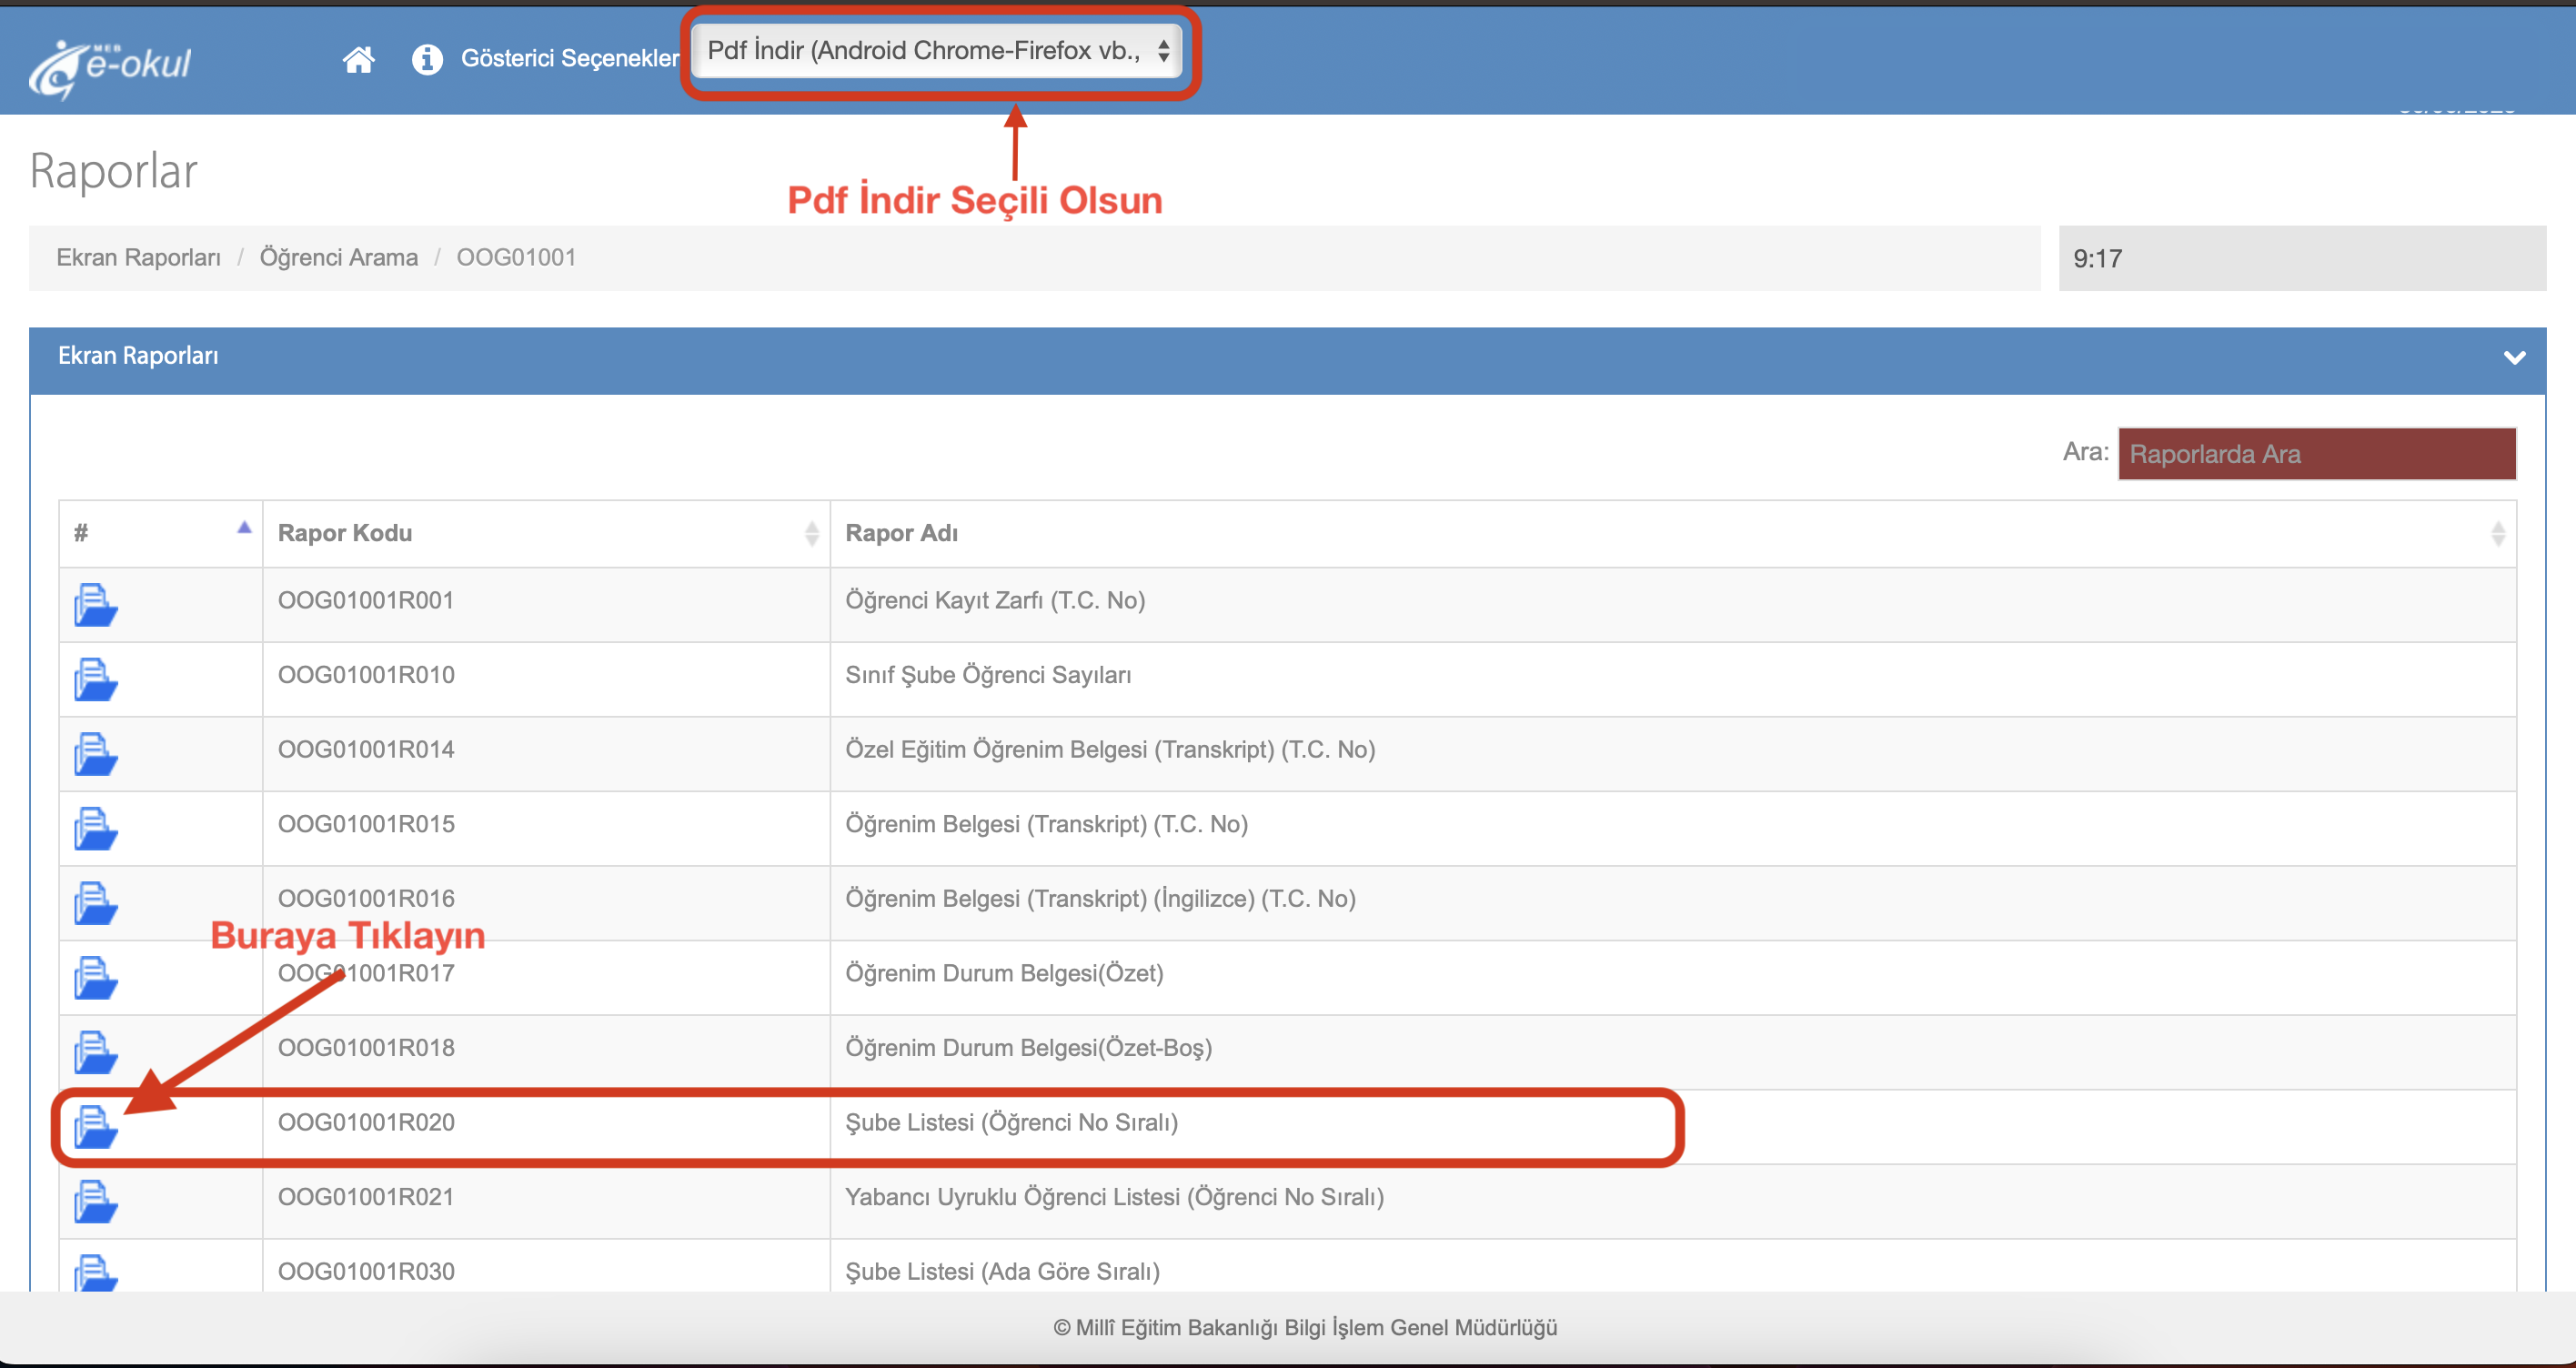 MEB
e-okul
Gösterici Seçenekler
Pdf İndir (Android Chrome-Firefox vb.,
Raporlar
Pdf İndir Seçili Olsun
Ekran Raporları / Öğrenci Arama / OOG01001
9:17
Ekran Raporları
Ara: Raporlarda Ara
# Rapor Kodu Rapor Adı
OOG01001R001 Öğrenci Kayıt Zarfı (T.C. No)
OOG01001R010 Sınıf Şube Öğrenci Sayıları
OOG01001R014 Özel Eğitim Öğrenim Belgesi (Transkript) (T.C. No)
OOG01001R015 Öğrenim Belgesi (Transkript) (T.C. No)
OOG01001R016 Öğrenim Belgesi (Transkript) (İngilizce) (T.C. No)
Buraya Tıklayın
OOG01001R017 Öğrenim Durum Belgesi(Özet)
OOG01001R018 Öğrenim Durum Belgesi(Özet-Boş)
OOG01001R020 Şube Listesi (Öğrenci No Sıralı)
OOG01001R021 Yabancı Uyruklu Öğrenci Listesi (Öğrenci No Sıralı)
OOG01001R030 Şube Listesi (Ada Göre Sıralı)
© Millî Eğitim Bakanlığı Bilgi İşlem Genel Müdürlüğü